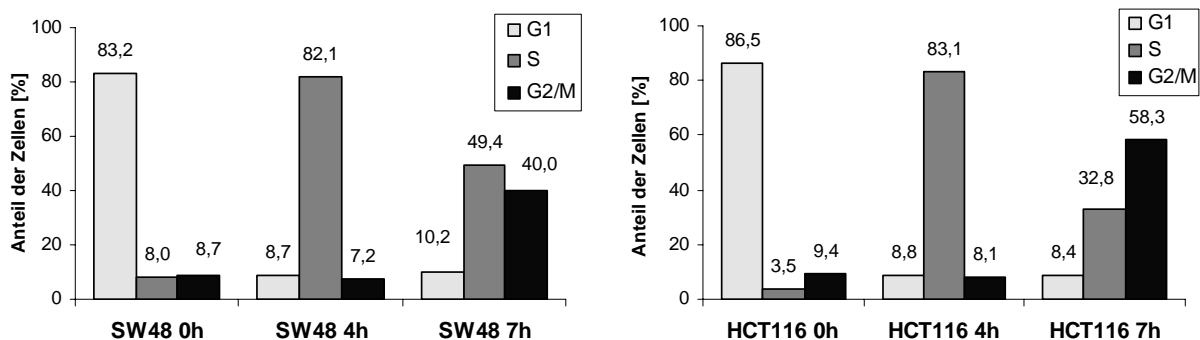 Anteil der Zellen [%]
100
80
60
40
20
0
83,2
8,0
8,7
8,7
82,1
7,2
10,2
49,4
40,0
G1
S
G2/M
SW48 0h
SW48 4h
SW48 7h
Anteil der Zellen [%]
100
80
60
40
20
0
86,5
3,5
9,4
8,8
83,1
8,1
8,4
32,8
58,3
G1
S
G2/M
HCT116 0h
HCT116 4h
HCT116 7h